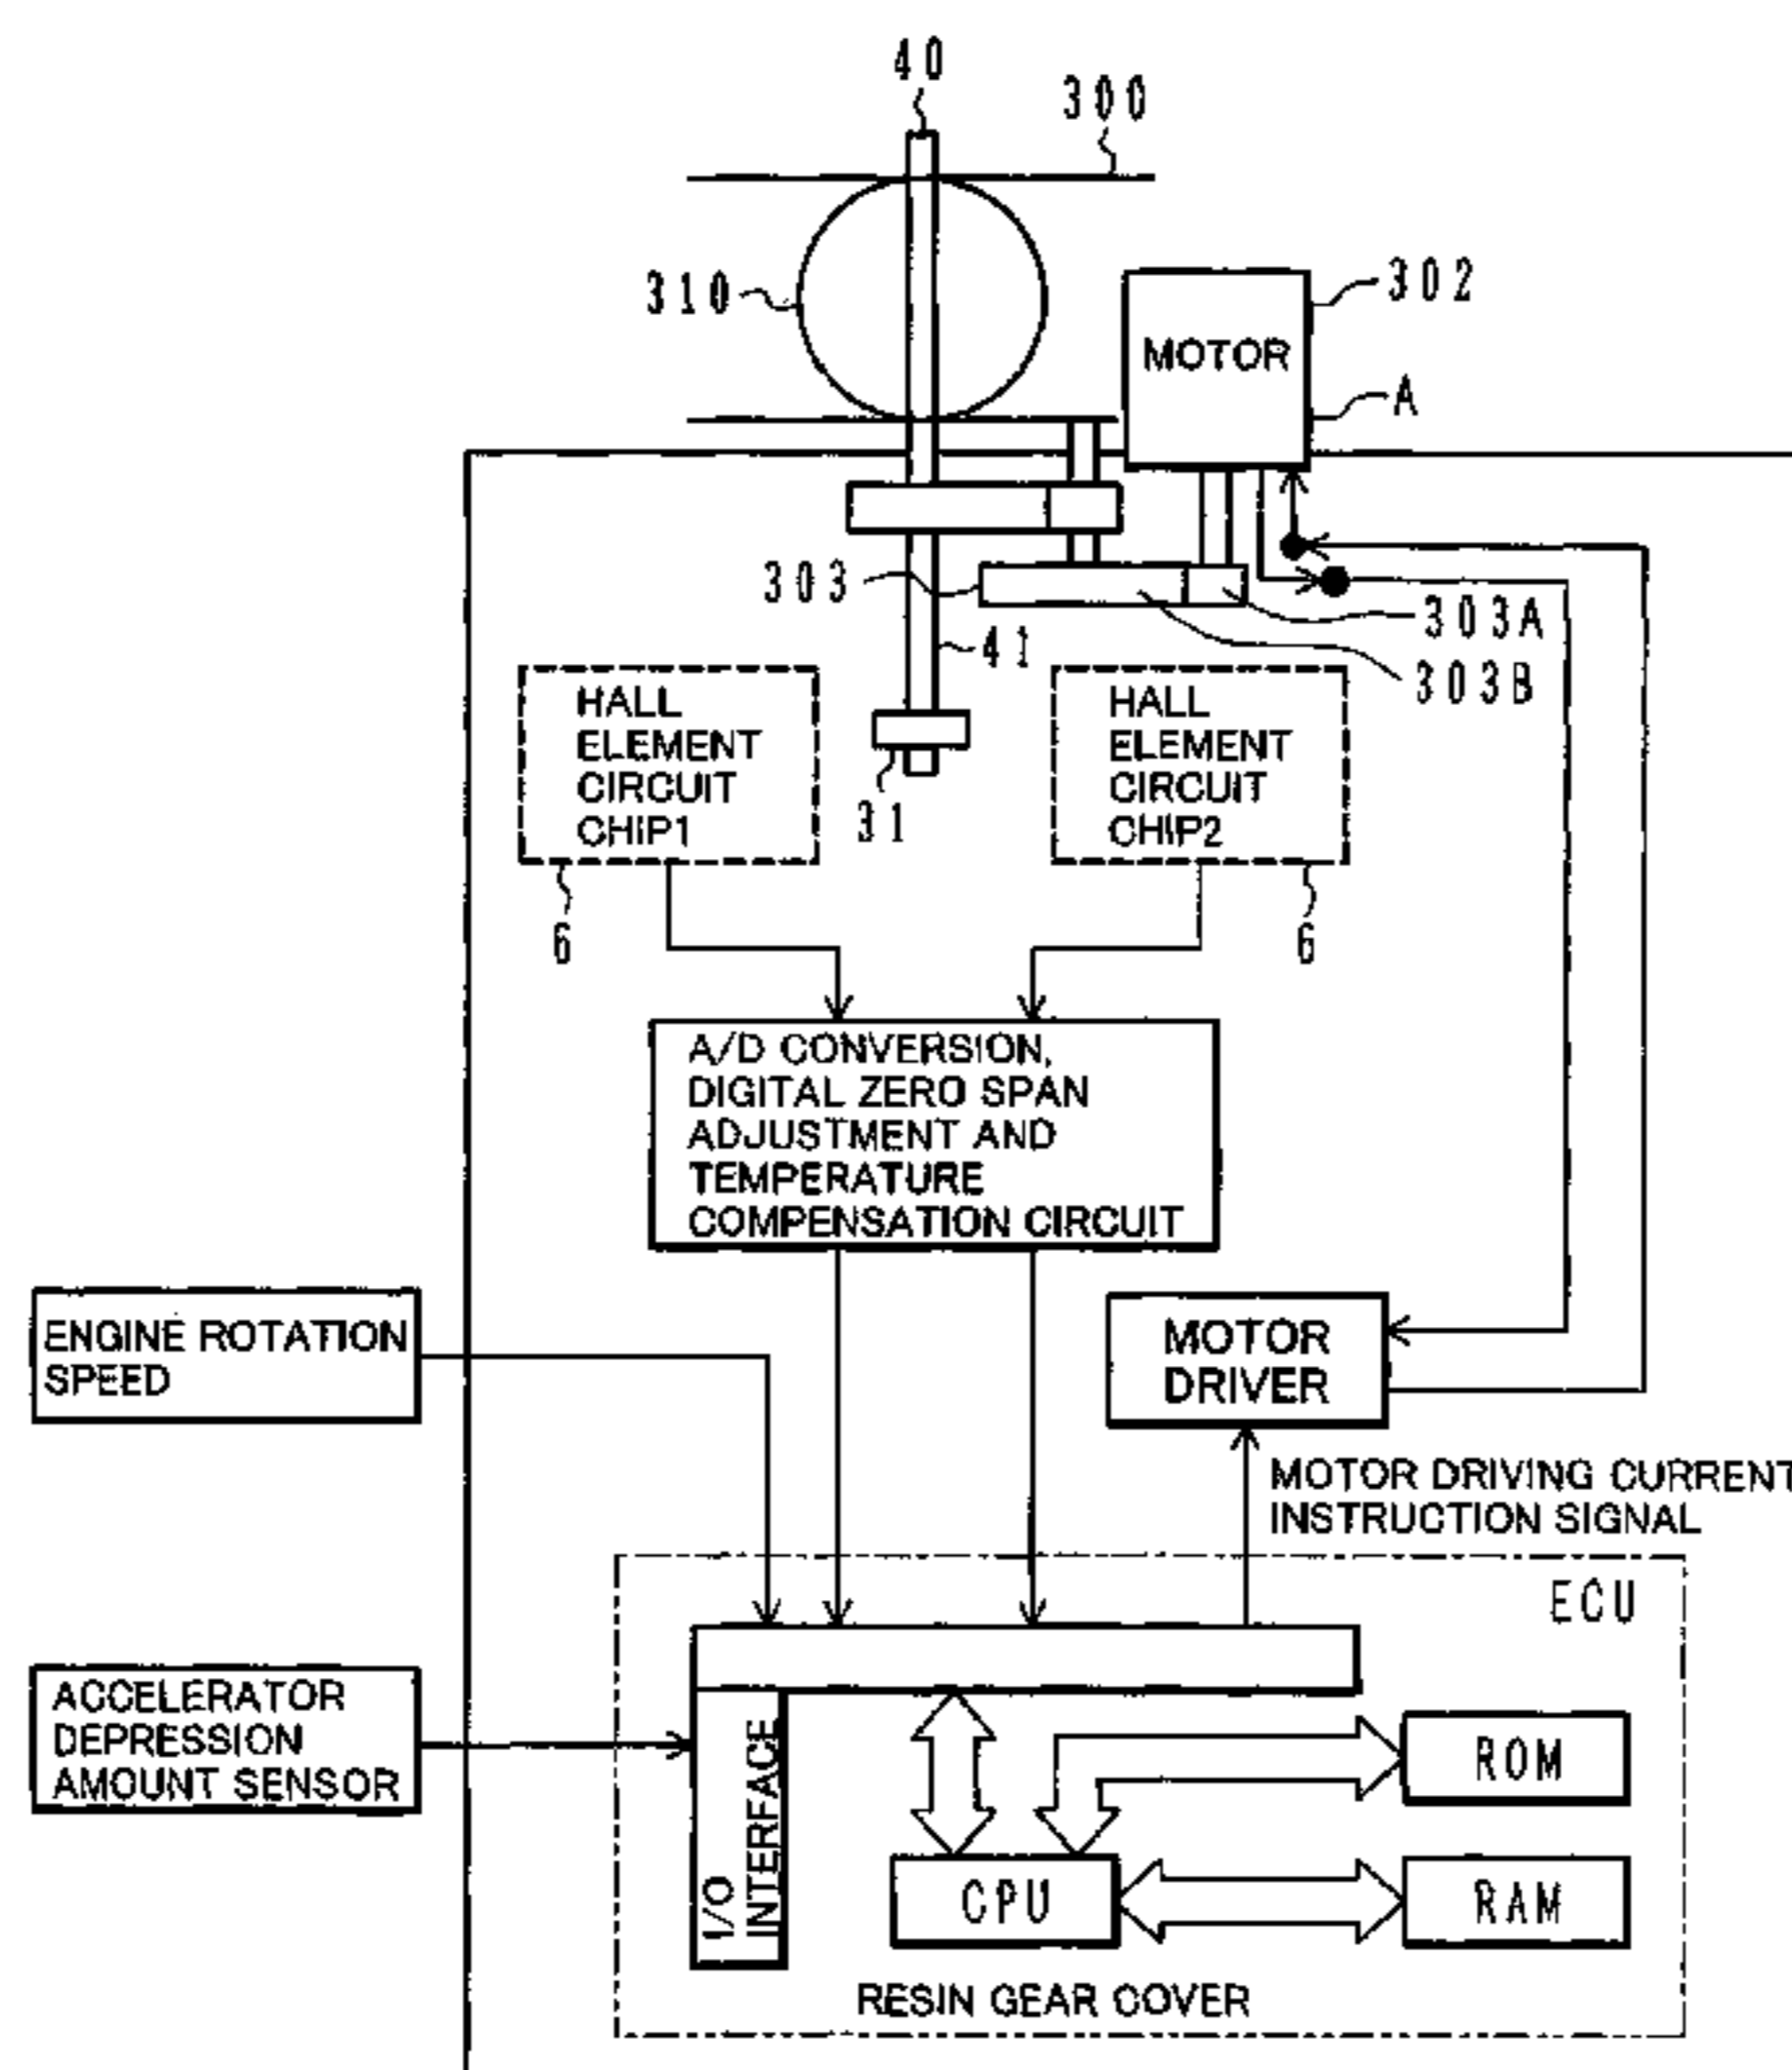 40
300
310
302
MOTOR
A
303
303A
41
303B
HALL
ELEMENT
CIRCUIT
CHIP1
HALL
ELEMENT
CIRCUIT
CHIP2
31
6
6
A/D CONVERSION,
DIGITAL ZERO SPAN
ADJUSTMENT AND
TEMPERATURE
COMPENSATION CIRCUIT
ENGINE ROTATION
SPEED
MOTOR
DRIVER
MOTOR DRIVING CURRENT
INSTRUCTION SIGNAL
ECU
ACCELERATOR
DEPRESSION
AMOUNT SENSOR
I/O
INTERFACE
ROM
CPU
RAM
RESIN GEAR COVER